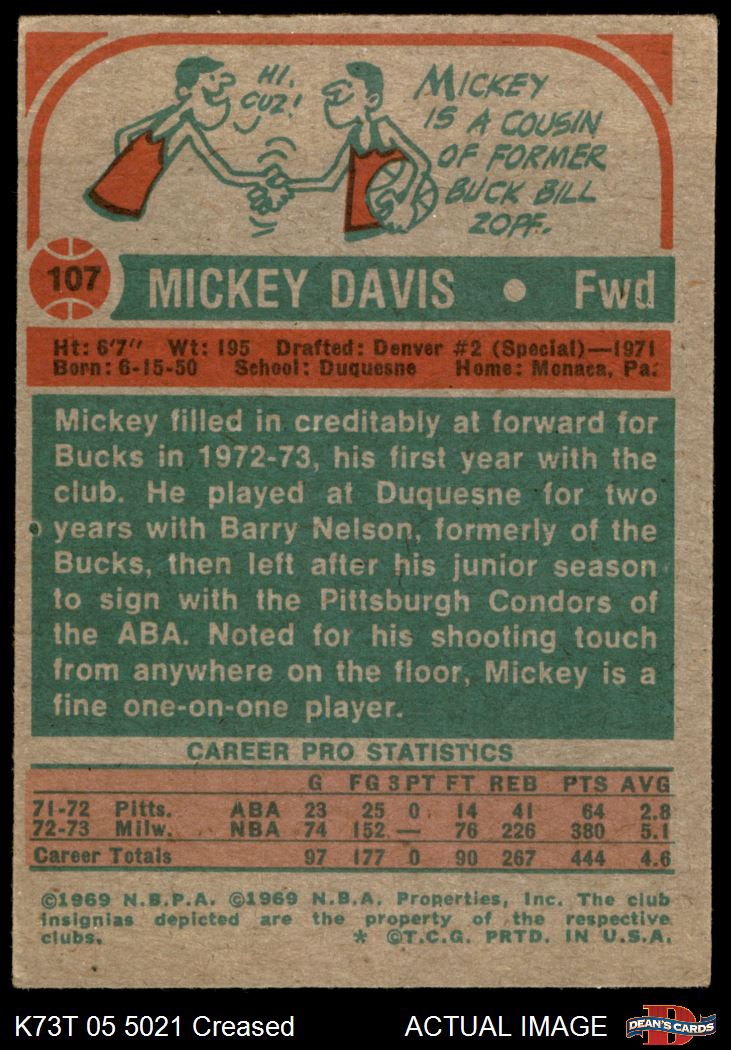 HI,
CUZ!
MICKEY
IS A COUSIN
OF FORMER
BUCK BILL
ZOPF.
107 MICKEY DAVIS • Fwd
Ht: 6'7" Wt: 195 Drafted: Denver #2 (Special)—1971
Born: 6-15-50 School: Duquesne Home: Monaca, Pa.
Mickey filled in creditably at forward for
Bucks in 1972-73, his first year with the
club. He played at Duquesne for two
years with Barry Nelson, formerly of the
Bucks, then left after his junior season
to sign with the Pittsburgh Condors of
the ABA. Noted for his shooting touch
from anywhere on the floor, Mickey is a
fine one-on-one player.
CAREER PRO STATISTICS
G FG 3PT FT REB PTS AVG
71-72 Pitts. ABA 23 25 0 14 41 64 2.8
72-73 Milw. NBA 74 152 — 76 226 380 5.1
Career Totals 97 177 0 90 267 444 4.6
©1969 N.B.P.A. ©1969 N.B.A. Properties, Inc. The club
insignias depicted are the property of the respective
clubs. * ©T.C.G. PRTD. IN U.S.A.
K73T 05 5021 Creased ACTUAL IMAGE DEAN'S CARDS